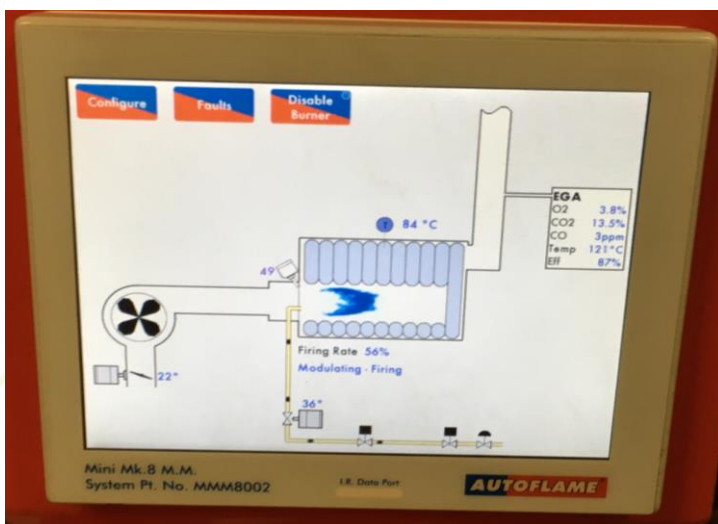 Configure
Faults
Disable
Burner
EGA
O2 3.8%
CO2 13.5%
CO 3ppm
Temp 121°C
Eff 87%
T 84 °C
49
Firing Rate 56%
Modulating - Firing
22°
36°
Mini Mk.8 M.M.
System Pt. No. MMM8002
I.R. Data Port
AUTOFLAME